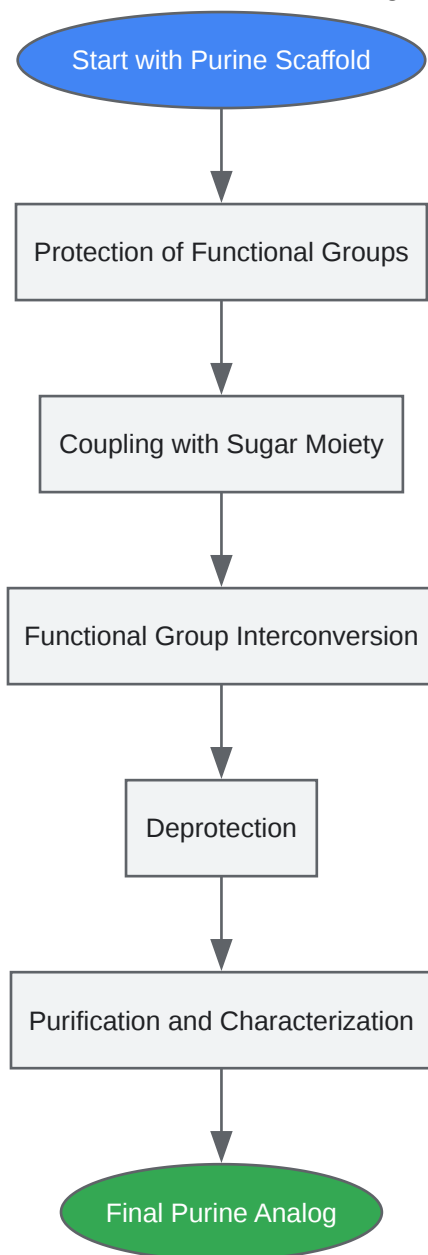 Start with Purine Scaffold
Protection of Functional Groups
Coupling with Sugar Moiety
Functional Group Interconversion
Deprotection
Purification and Characterization
Final Purine Analog